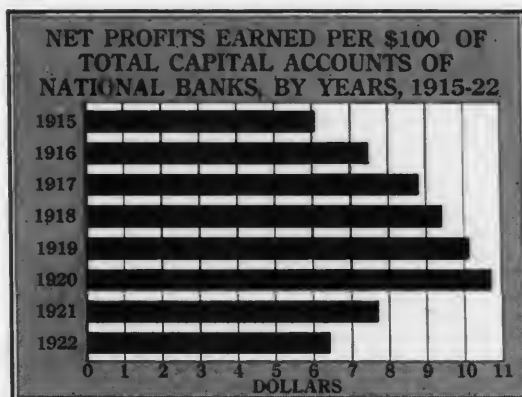 NET PROFITS EARNED PER $100 OF
TOTAL CAPITAL ACCOUNTS OF
NATIONAL BANKS, BY YEARS, 1915-22
1915
1916
1917
1918
1919
1920
1921
1922
0 1 2 3 4 5 6 7 8 9 10 11
DOLLARS